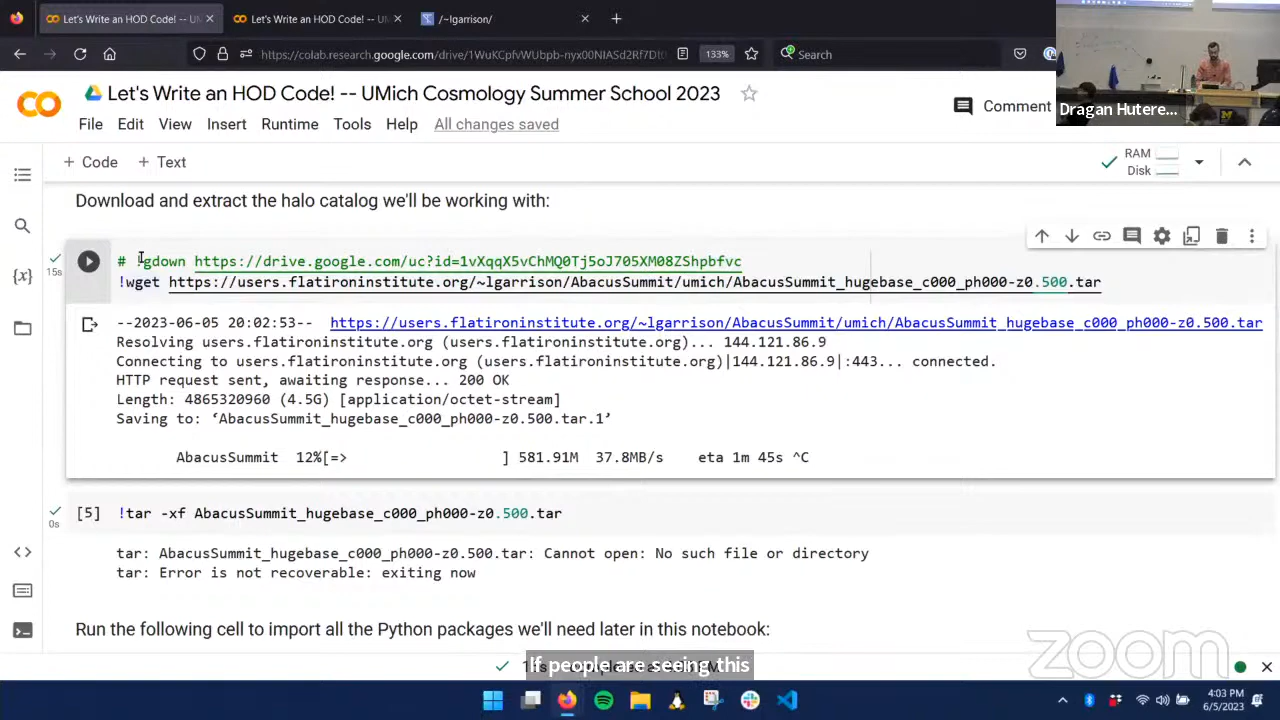 Let's Write an HOD Code! -- UMich
Let's Write an HOD Code! -- UM
/~lgarrison
https://colab.research.google.com/drive/1WuKC
133%
Search
Let's Write an HOD Code! -- UMich Cosmology Summer School 2023
Comment
Dragan Hutere...
File Edit View Insert Runtime Tools Help All changes saved
+ Code + Text
RAM
Disk
Download and extract the halo catalog we'll be working with:
15s
# !gdown https://drive.google.com/uc?id=1vXqqX5vChMQ0Tj5oJ705XM08ZShpbfvc
!wget https://users.flatironinstitute.org/~lgarrison/AbacusSummit/umich/AbacusSummit_hugebase_c000_ph000-z0.500.tar
--2023-06-05 20:02:53-- https://users.flatironinstitute.org/~lgarrison/AbacusSummit/umich/AbacusSummit_hugebase_c000_ph000-z0.500.tar
Resolving users.flatironinstitute.org (users.flatironinstitute.org)... 144.121.86.9
Connecting to users.flatironinstitute.org (users.flatironinstitute.org)|144.121.86.9|:443... connected.
HTTP request sent, awaiting response... 200 OK
Length: 4865320960 (4.5G) [application/octet-stream]
Saving to: ‘AbacusSummit_hugebase_c000_ph000-z0.500.tar.1’
AbacusSummit 12%[=> ] 581.91M 37.8MB/s eta 1m 45s ^C
[5] !tar -xf AbacusSummit_hugebase_c000_ph000-z0.500.tar
0s
tar: AbacusSummit_hugebase_c000_ph000-z0.500.tar: Cannot open: No such file or directory
tar: Error is not recoverable: exiting now
Run the following cell to import all the Python packages we'll need later in this notebook:
If people are seeing this
zoom
4:03 PM
6/5/2023